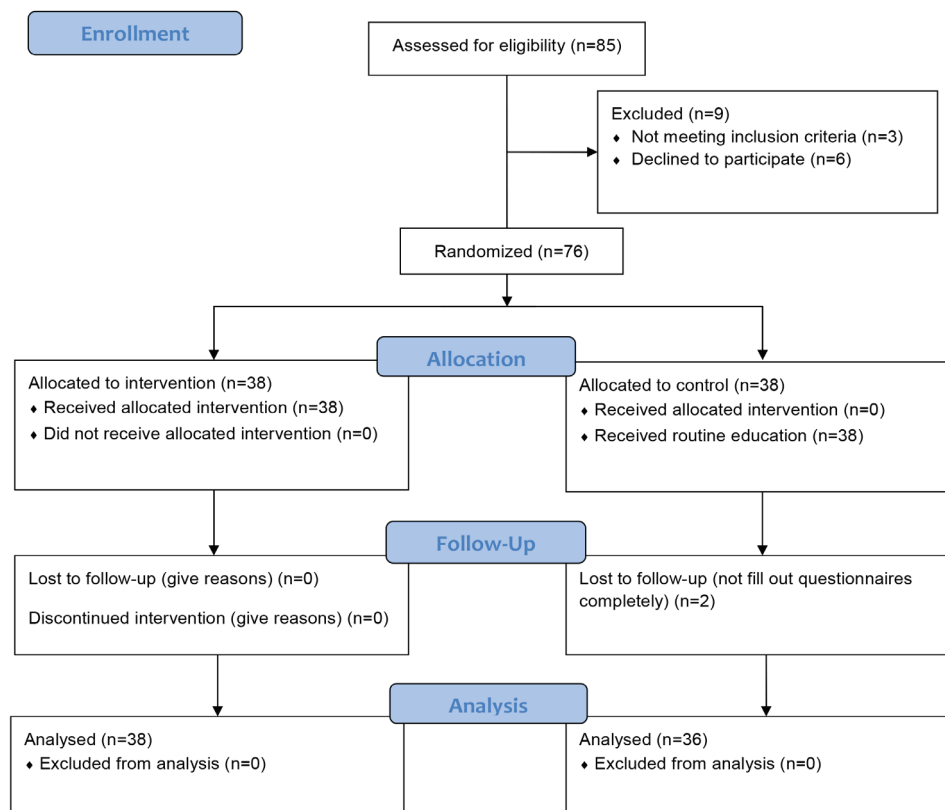 Enrollment
Assessed for eligibility (n=85)
Excluded (n=9)
♦ Not meeting inclusion criteria (n=3)
♦ Declined to participate (n=6)
Randomized (n=76)
Allocation
Allocated to intervention (n=38)
♦ Received allocated intervention (n=38)
♦ Did not receive allocated intervention (n=0)
Allocated to control (n=38)
♦ Received allocated intervention (n=0)
♦ Received routine education (n=38)
Follow-Up
Lost to follow-up (give reasons) (n=0)
Discontinued intervention (give reasons) (n=0)
Lost to follow-up (not fill out questionnaires
completely) (n=2)
Analysis
Analysed (n=38)
♦ Excluded from analysis (n=0)
Analysed (n=36)
♦ Excluded from analysis (n=0)